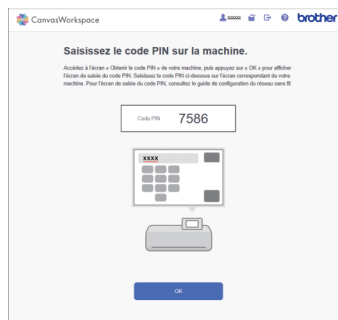 CanvasWorkspace
xxxxx
brother
Saisissez le code PIN sur la machine.
Accédez à l'écran « Obtenir le code PIN » de votre machine, puis appuyez sur « OK » pour afficher
l'écran de saisie du code PIN. Saisissez le code PIN ci-dessous sur l'écran correspondant de votre
machine. Pour l'écran de saisie du code PIN, consultez le guide de configuration du réseau sans fil.
Code PIN 7586
XXXX
OK